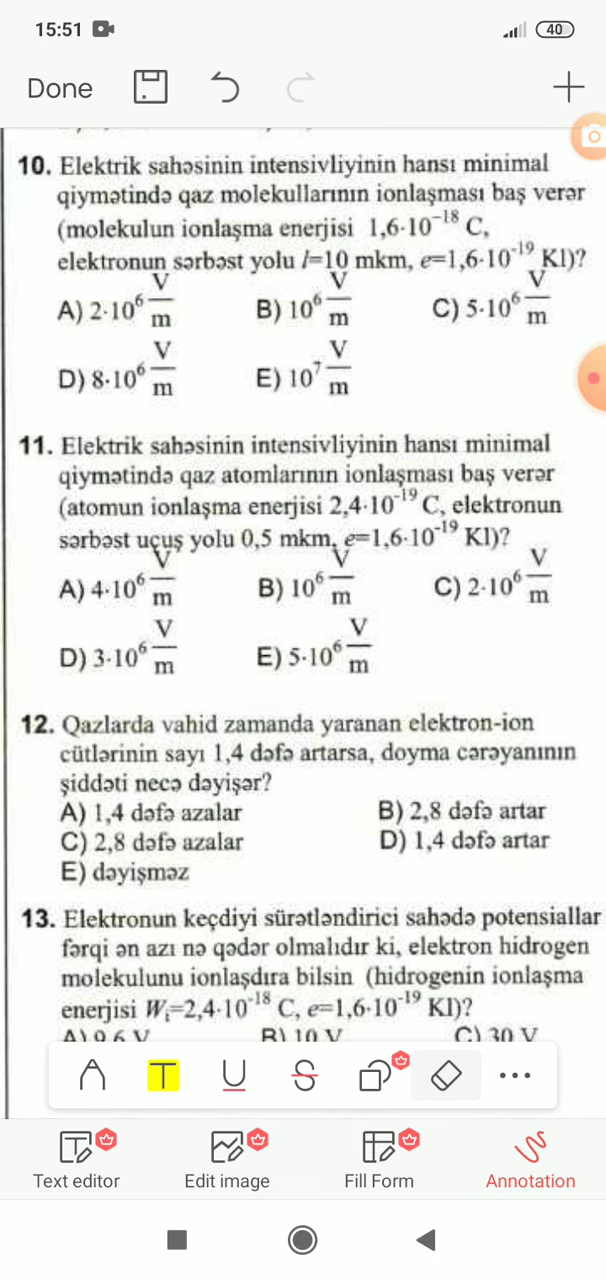 15:51
40
Done
10. Elektrik sahəsinin intensivliyinin hansı minimal
qiymətində qaz molekullarının ionlaşması baş verər
(molekulun ionlaşma enerjisi 1,6·10⁻¹⁸ C,
elektronun sərbəst yolu l=10 mkm, e=1,6·10⁻¹⁹ Kl)?
A) 2·10⁶ V/m B) 10⁶ V/m C) 5·10⁶ V/m
D) 8·10⁶ V/m E) 10⁷ V/m
11. Elektrik sahəsinin intensivliyinin hansı minimal
qiymətində qaz atomlarının ionlaşması baş verər
(atomun ionlaşma enerjisi 2,4·10⁻¹⁹ C, elektronun
sərbəst uçuş yolu 0,5 mkm, e=1,6·10⁻¹⁹ Kl)?
A) 4·10⁶ V/m B) 10⁶ V/m C) 2·10⁶ V/m
D) 3·10⁶ V/m E) 5·10⁶ V/m
12. Qazlarda vahid zamanda yaranan elektron-ion
cütlərinin sayı 1,4 dəfə artarsa, doyma cərəyanının
şiddəti necə dəyişər?
A) 1,4 dəfə azalar B) 2,8 dəfə artar
C) 2,8 dəfə azalar D) 1,4 dəfə artar
E) dəyişməz
13. Elektronun keçdiyi sürətləndirici sahədə potensiallar
fərqi ən azı nə qədər olmalıdır ki, elektron hidrogen
molekulunu ionlaşdıra bilsin (hidrogenin ionlaşma
enerjisi Wᵢ=2,4·10⁻¹⁸ C, e=1,6·10⁻¹⁹ Kl)?
A) 9,6 V B) 10 V C) 30 V
T U S
Text editor Edit image Fill Form Annotation